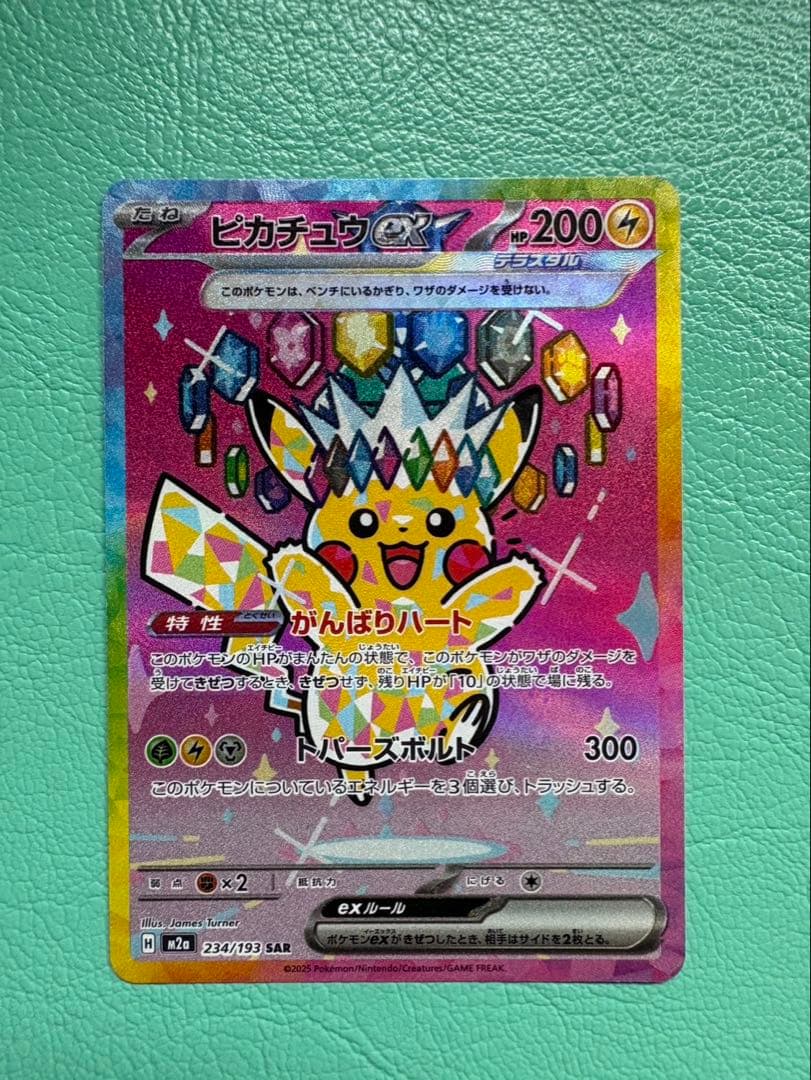 たね ピカチュウex HP 200
テラスタル
このポケモンは、ベンチにいるかぎり、ワザのダメージを受けない。
特性 とくせい がんばりハート
このポケモンのHPがまんたんの状態で、このポケモンがワザのダメージを
受けてきぜつするとき、きぜつせず、残りHPが「10」の状態で場に残る。
トパーズボルト 300
このポケモンについているエネルギーを3個選び、トラッシュする。
弱点 ×2 抵抗力 にげる
exルール
ポケモンexがきぜつしたとき、相手はサイドを2枚とる。
Illus. James Turner
H m2a 234/193 SAR
©2025 Pokémon/Nintendo/Creatures/GAME FREAK.